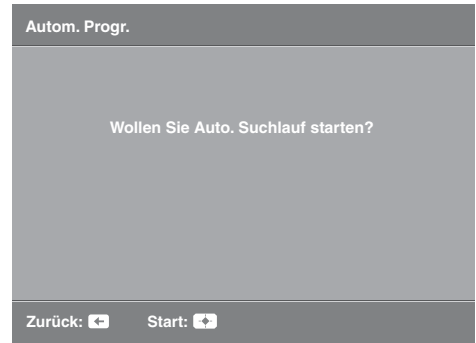 Autom. Progr.
Wollen Sie Auto. Suchlauf starten?
Zurück: Start: